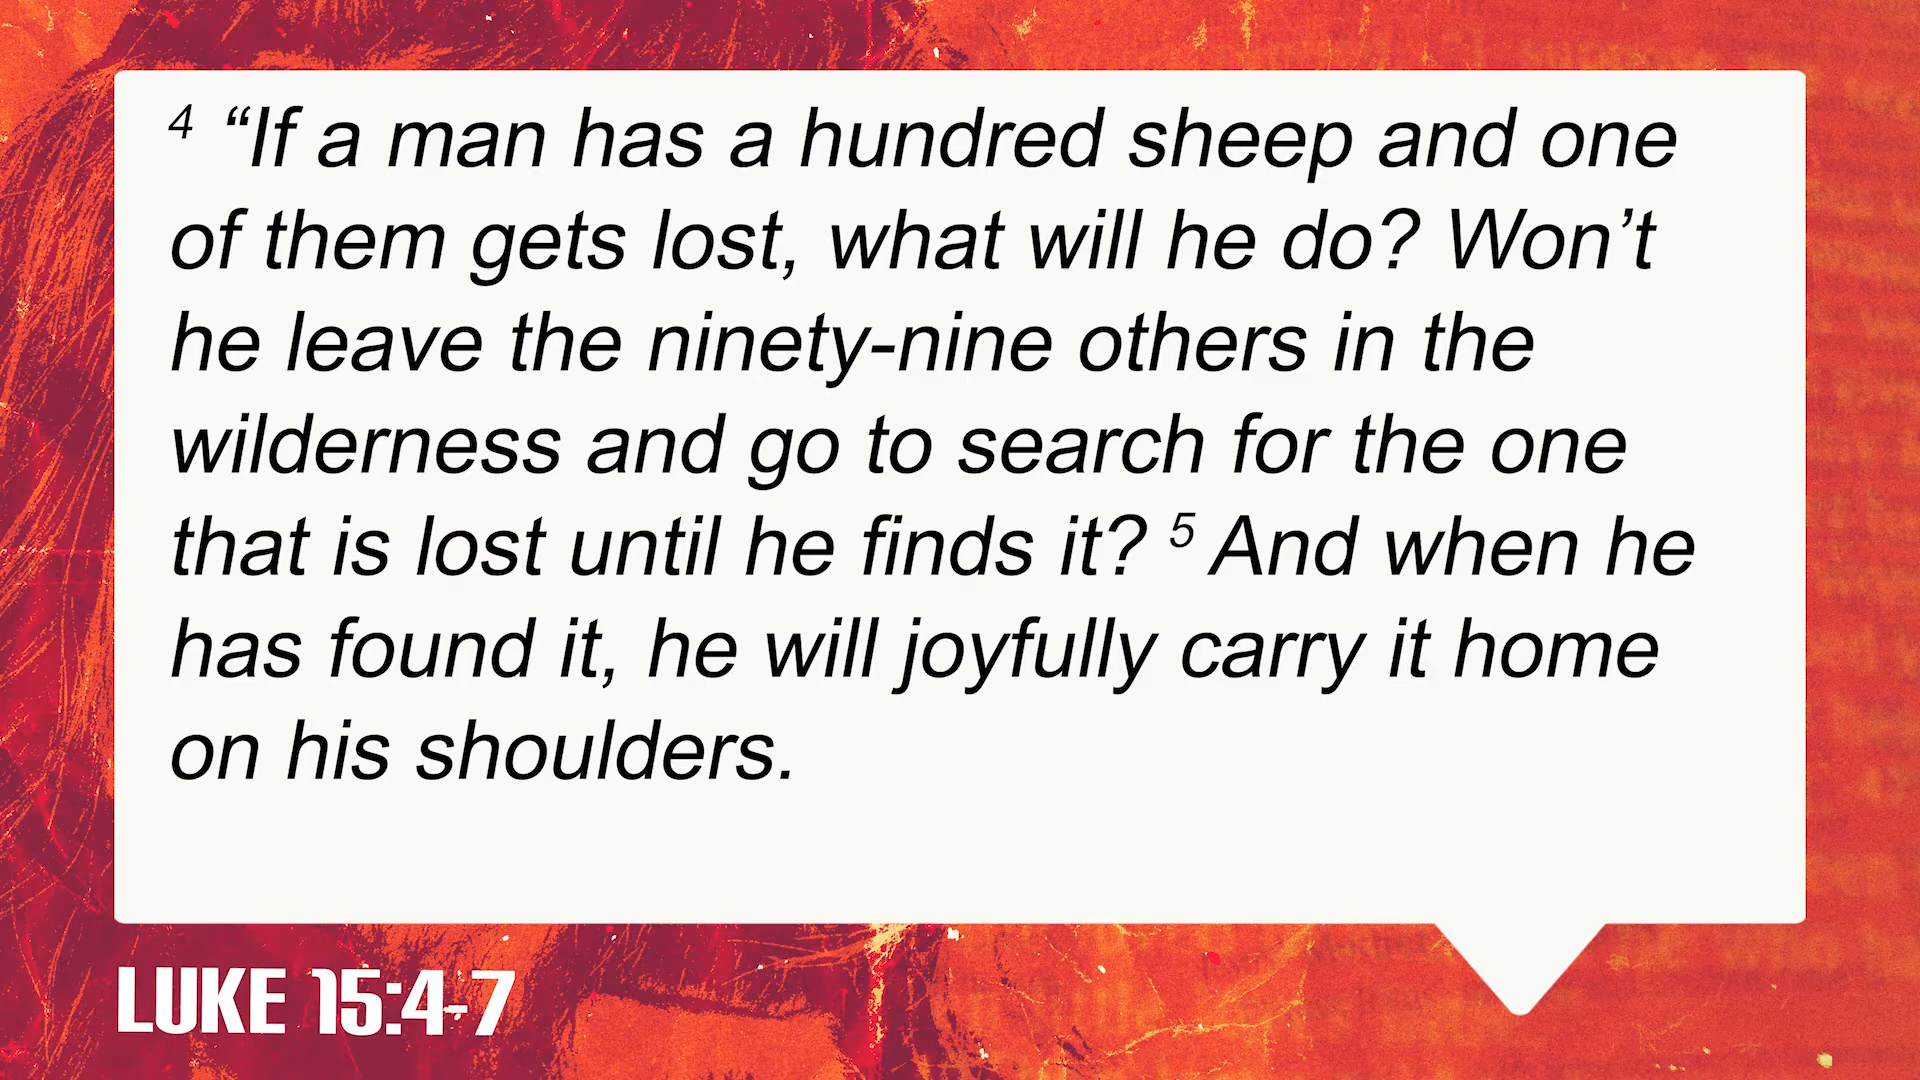 4 “If a man has a hundred sheep and one
of them gets lost, what will he do? Won’t
he leave the ninety-nine others in the
wilderness and go to search for the one
that is lost until he finds it? 5 And when he
has found it, he will joyfully carry it home
on his shoulders.
LUKE 15:4-7